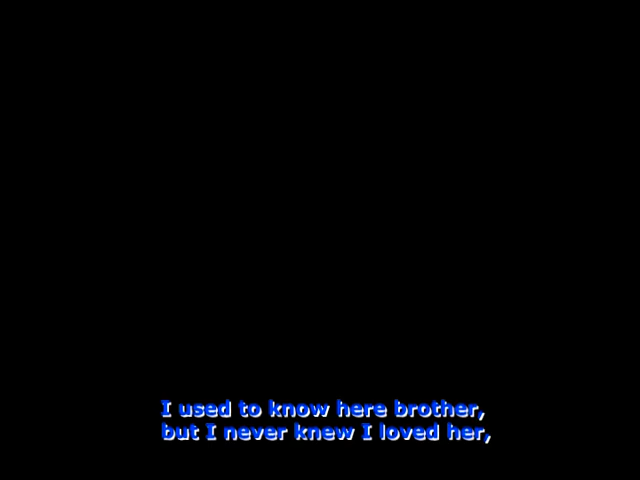 I used to know here brother,
but I never knew I loved her,